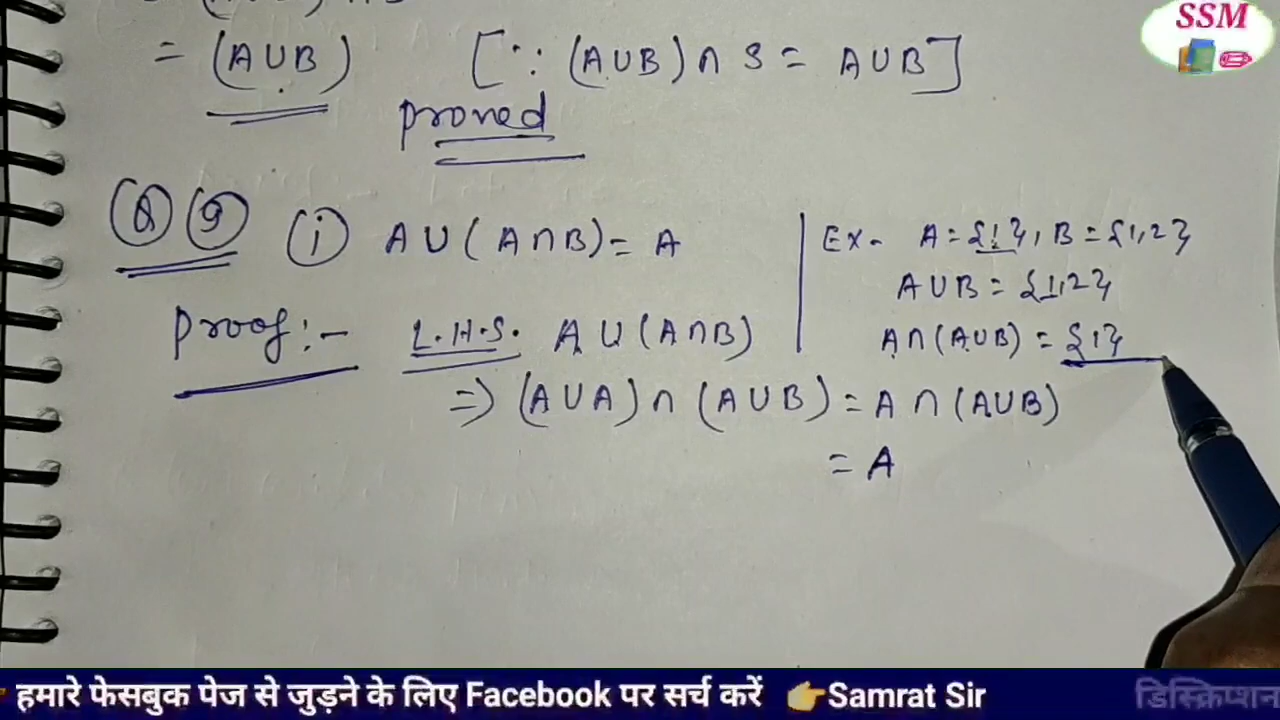 SSM
= (A∪B) [∵ (A∪B)∩S = A∪B]
proved
Q 9 (i) A∪(A∩B) = A
Proof:- L.H.S. A∪(A∩B)
⇒ (A∪A)∩(A∪B) = A∩(A∪B)
= A
Ex- A = {1}, B = {1,2}
A∪B = {1,2}
A∩(A∪B) = {1}
हमारे फेसबुक पेज से जुड़ने के लिए Facebook पर सर्च करें 👉Samrat Sir डिस्क्रिप्शन